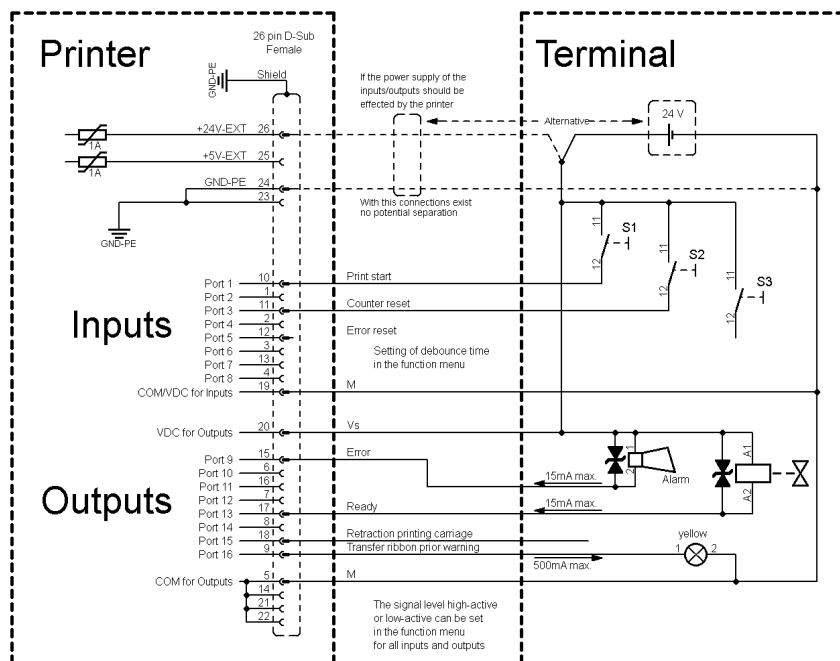 Printer
26 pin D-Sub
Female
Terminal
GND-PE
Shield
If the power supply of the
inputs/outputs should be
effected by the printer
Alternative
24 V
+24V-EXT 26
1A
+5V-EXT 25
1A
GND-PE 24
23
GND-PE
With this connections exist
no potential separation
11
S1
12
11
S2
12
11
S3
12
Inputs
Port 1 10 Print start
Port 2 1
Port 3 11 Counter reset
Port 4 2
Port 5 12 Error reset
Port 6 3
Port 7 13
Port 8 4
Setting of debounce time
in the function menu
COM/VDC for Inputs 19 M
VDC for Outputs 20 Vs
Outputs
Port 9 15 Error
Port 10 6
Port 11 16
Port 12 7
Port 13 17 Ready
Port 14 8
Port 15 18 Retraction printing carriage
Port 16 9 Transfer ribbon prior warning
1
2
Alarm
A1
A2
15mA max.
15mA max.
yellow
1 2
500mA max.
COM for Outputs 5 M
14
21
22
The signal level high-active
or low-active can be set
in the function menu
for all inputs and outputs